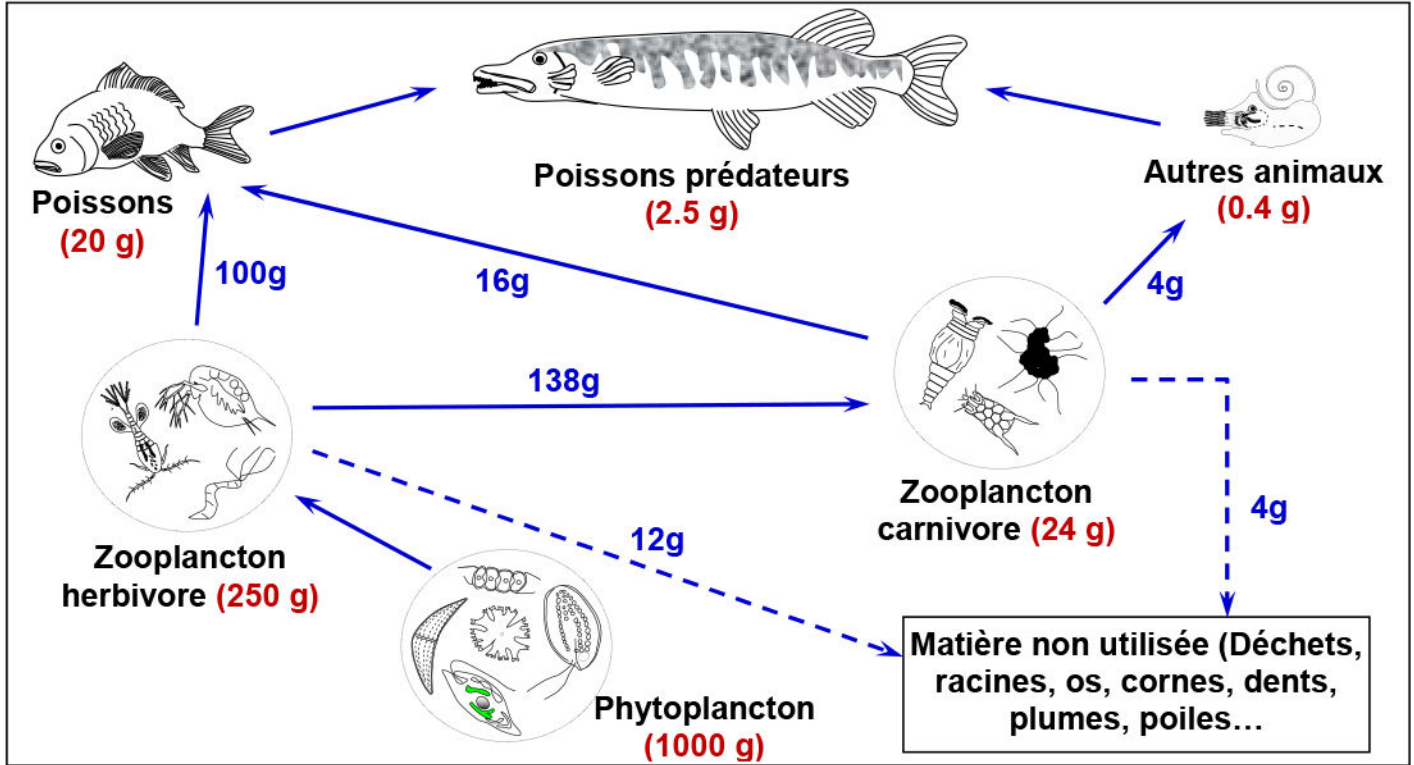 Poissons
(20 g)
Poissons prédateurs
(2.5 g)
Autres animaux
(0.4 g)
100g
16g
4g
138g
Zooplancton
herbivore (250 g)
Zooplancton
carnivore (24 g)
12g
4g
Phytoplancton
(1000 g)
Matière non utilisée (Déchets,
racines, os, cornes, dents,
plumes, poiles…